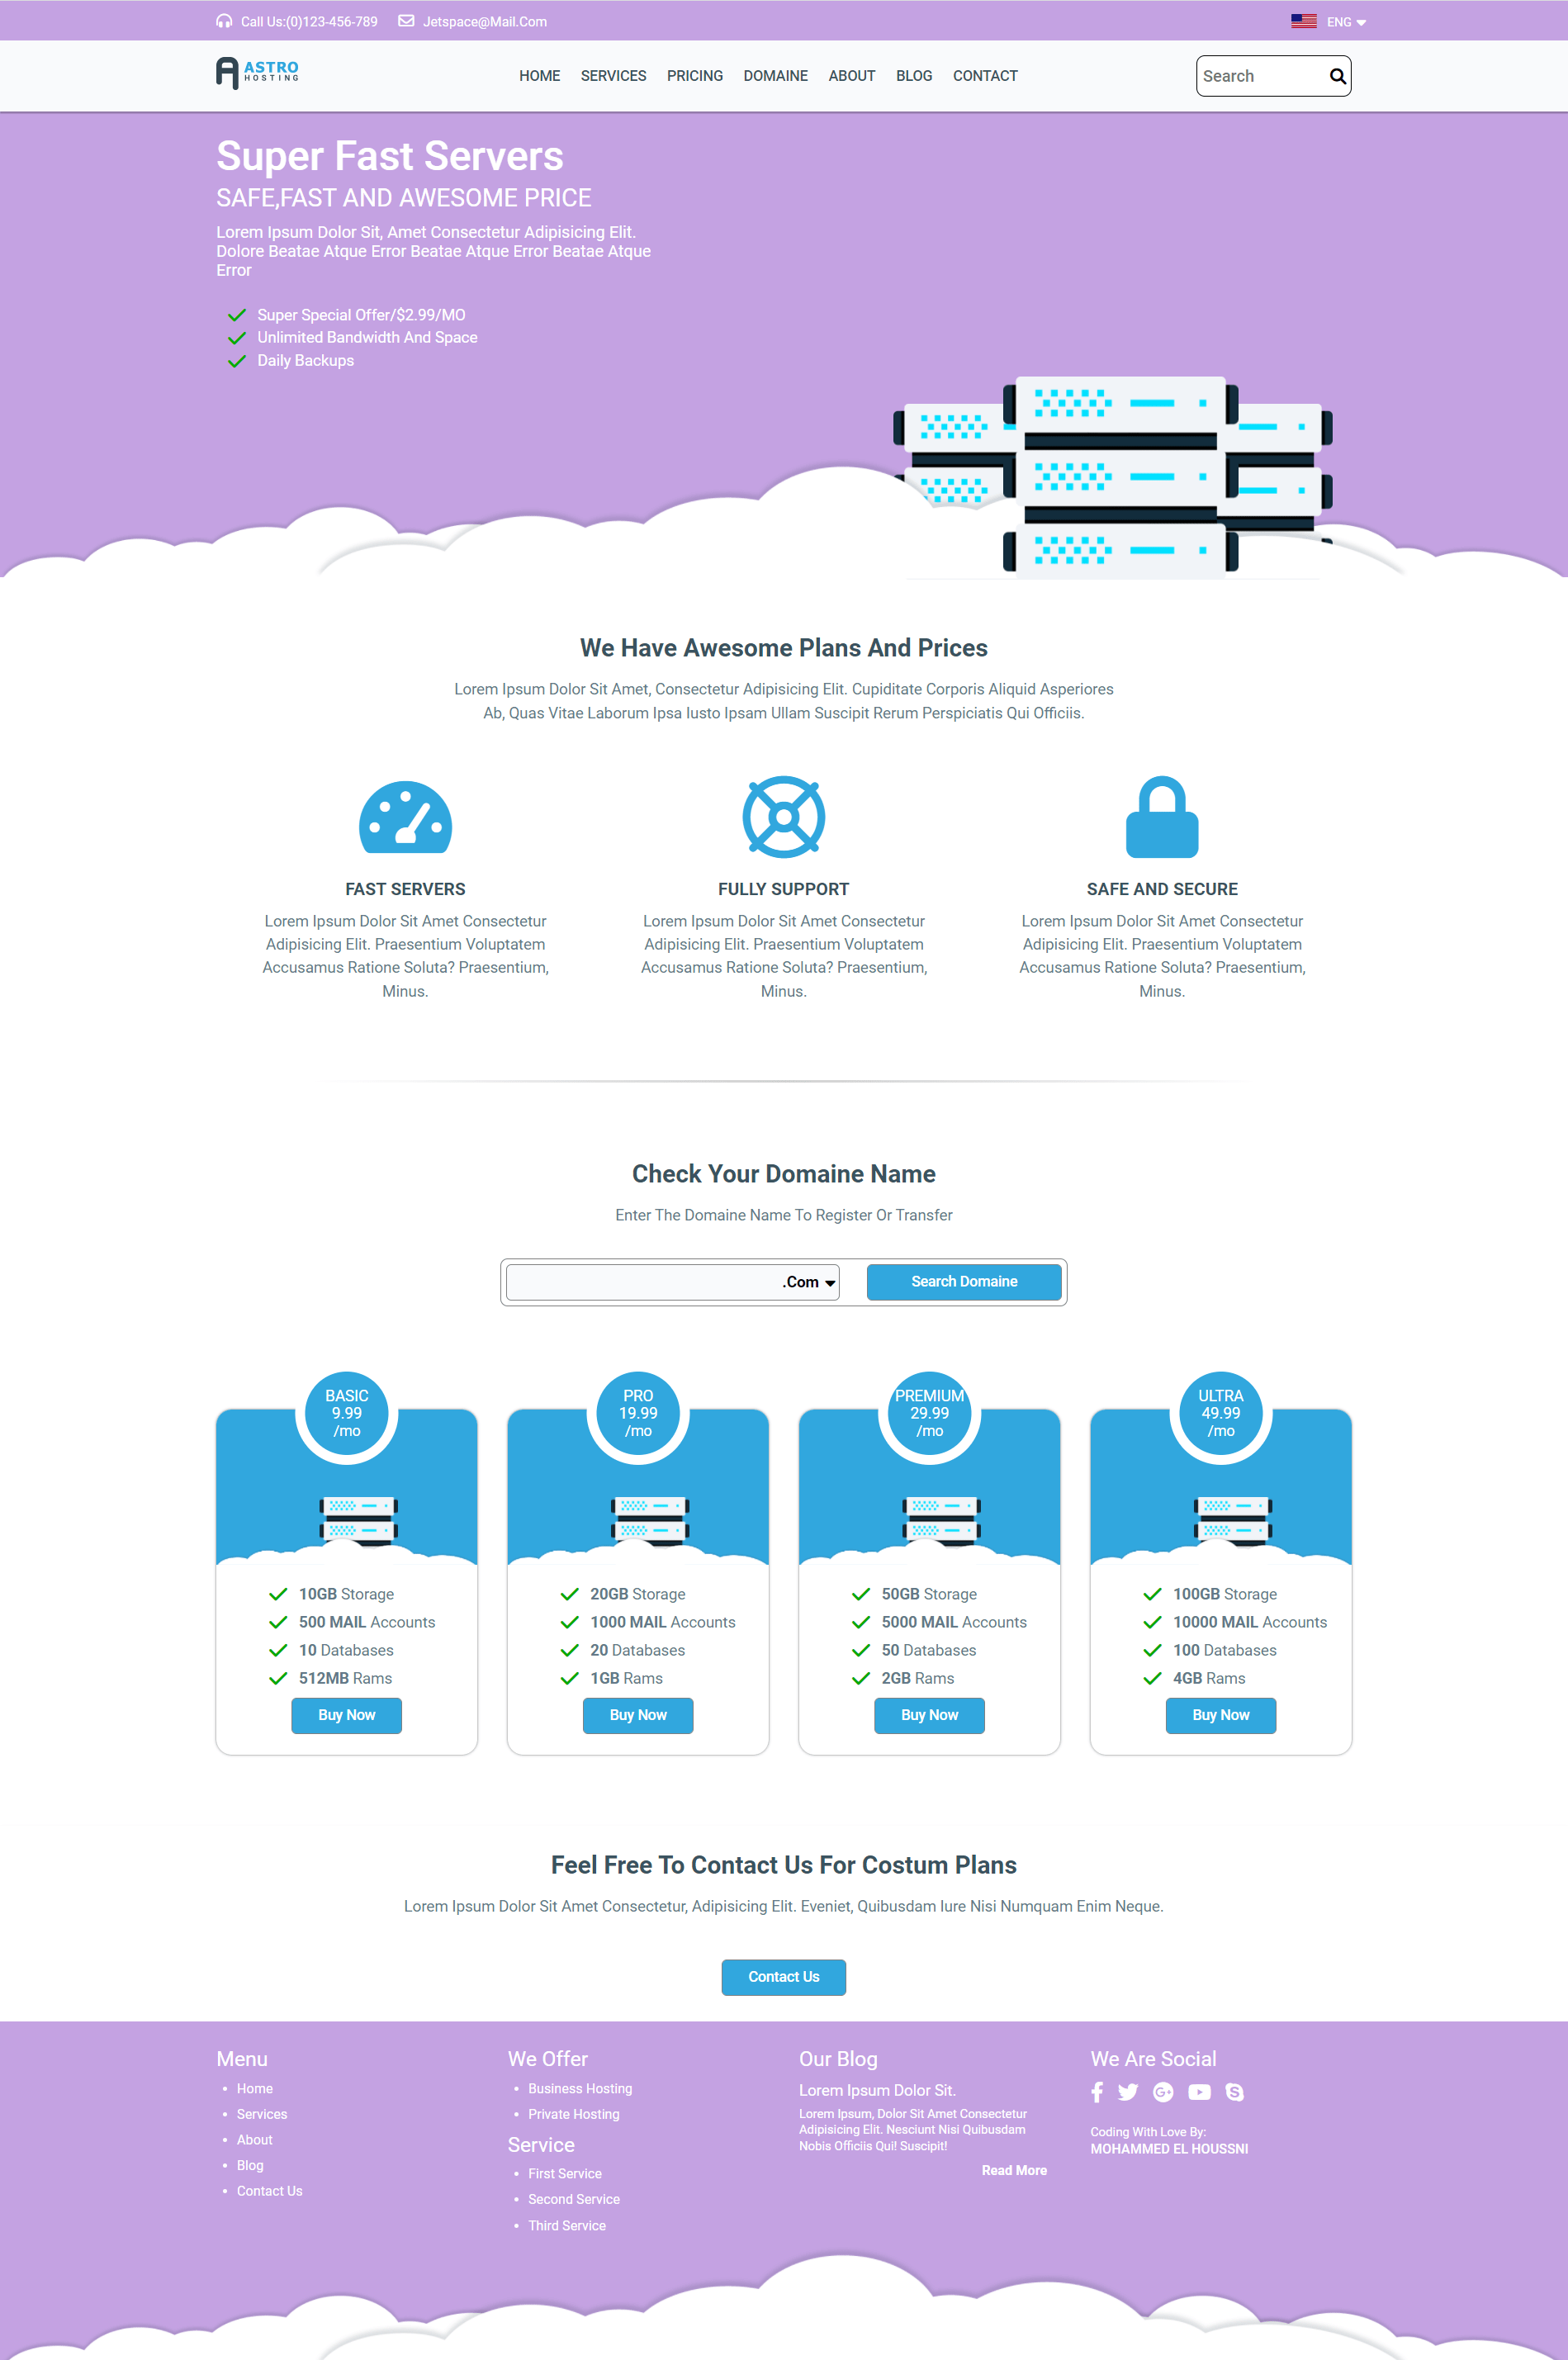 Call Us:(0)123-456-789 Jetspace@Mail.Com ENG
ASTRO
HOSTING
HOME SERVICES PRICING DOMAINE ABOUT BLOG CONTACT
Search
Super Fast Servers
SAFE,FAST AND AWESOME PRICE
Lorem Ipsum Dolor Sit, Amet Consectetur Adipisicing Elit.
Dolore Beatae Atque Error Beatae Atque Error Beatae Atque
Error
Super Special Offer/$2.99/MO
Unlimited Bandwidth And Space
Daily Backups
We Have Awesome Plans And Prices
Lorem Ipsum Dolor Sit Amet, Consectetur Adipisicing Elit. Cupiditate Corporis Aliquid Asperiores
Ab, Quas Vitae Laborum Ipsa Iusto Ipsam Ullam Suscipit Rerum Perspiciatis Qui Officiis.
FAST SERVERS
Lorem Ipsum Dolor Sit Amet Consectetur
Adipisicing Elit. Praesentium Voluptatem
Accusamus Ratione Soluta? Praesentium,
Minus.
FULLY SUPPORT
Lorem Ipsum Dolor Sit Amet Consectetur
Adipisicing Elit. Praesentium Voluptatem
Accusamus Ratione Soluta? Praesentium,
Minus.
SAFE AND SECURE
Lorem Ipsum Dolor Sit Amet Consectetur
Adipisicing Elit. Praesentium Voluptatem
Accusamus Ratione Soluta? Praesentium,
Minus.
Check Your Domaine Name
Enter The Domaine Name To Register Or Transfer
.Com
Search Domaine
BASIC
9.99
/mo
10GB Storage
500 MAIL Accounts
10 Databases
512MB Rams
Buy Now
PRO
19.99
/mo
20GB Storage
1000 MAIL Accounts
20 Databases
1GB Rams
Buy Now
PREMIUM
29.99
/mo
50GB Storage
5000 MAIL Accounts
50 Databases
2GB Rams
Buy Now
ULTRA
49.99
/mo
100GB Storage
10000 MAIL Accounts
100 Databases
4GB Rams
Buy Now
Feel Free To Contact Us For Costum Plans
Lorem Ipsum Dolor Sit Amet Consectetur, Adipisicing Elit. Eveniet, Quibusdam Iure Nisi Numquam Enim Neque.
Contact Us
Menu
Home
Services
About
Blog
Contact Us
We Offer
Business Hosting
Private Hosting
Service
First Service
Second Service
Third Service
Our Blog
Lorem Ipsum Dolor Sit.
Lorem Ipsum, Dolor Sit Amet Consectetur
Adipisicing Elit. Nesciunt Nisi Quibusdam
Nobis Officiis Qui! Suscipit!
Read More
We Are Social
Coding With Love By:
MOHAMMED EL HOUSSNI